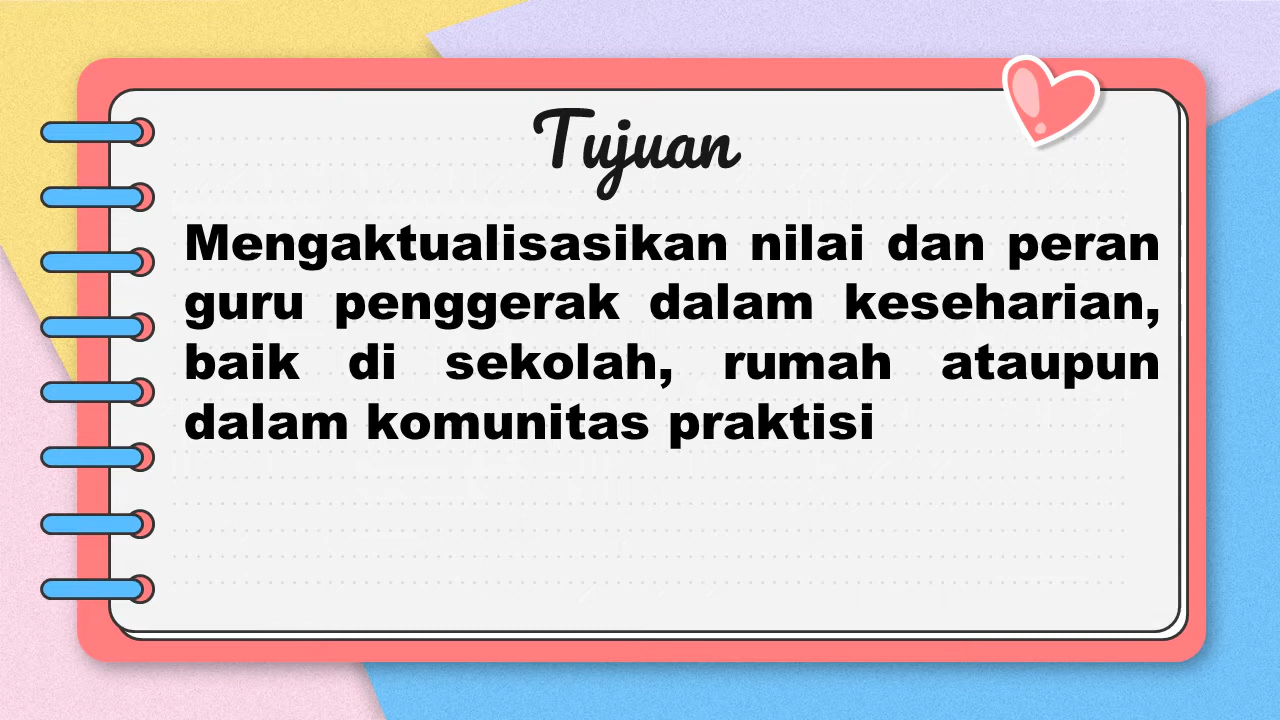 Tujuan
Mengaktualisasikan nilai dan peran
guru penggerak dalam keseharian,
baik di sekolah, rumah ataupun
dalam komunitas praktisi